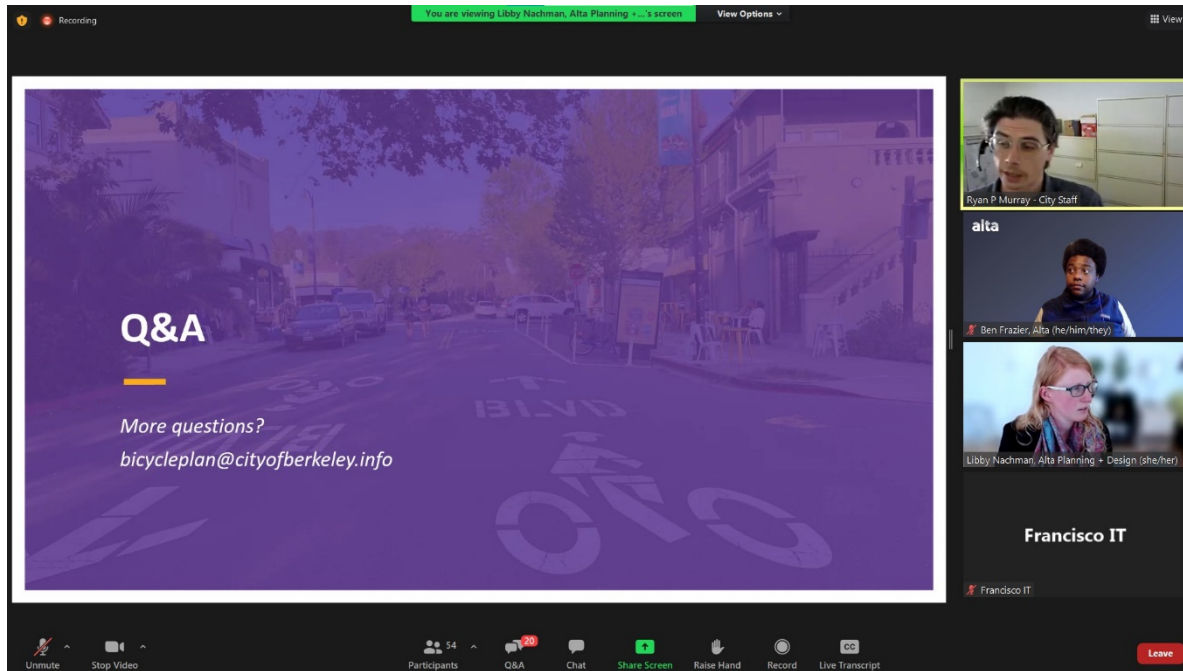 Recording
You are viewing Libby Nachman, Alta Planning +...'s screen
View Options
View
Q&A
More questions?
bicycleplan@cityofberkeley.info
BLVD
BLVD
Ryan P Murray - City Staff
alta
Ben Frazier, Alta (he/him/they)
Libby Nachman, Alta Planning + Design (she/her)
Francisco IT
Francisco IT
Unmute
Stop Video
54
Participants
20
Q&A
Chat
Share Screen
Raise Hand
Record
CC
Live Transcript
Leave